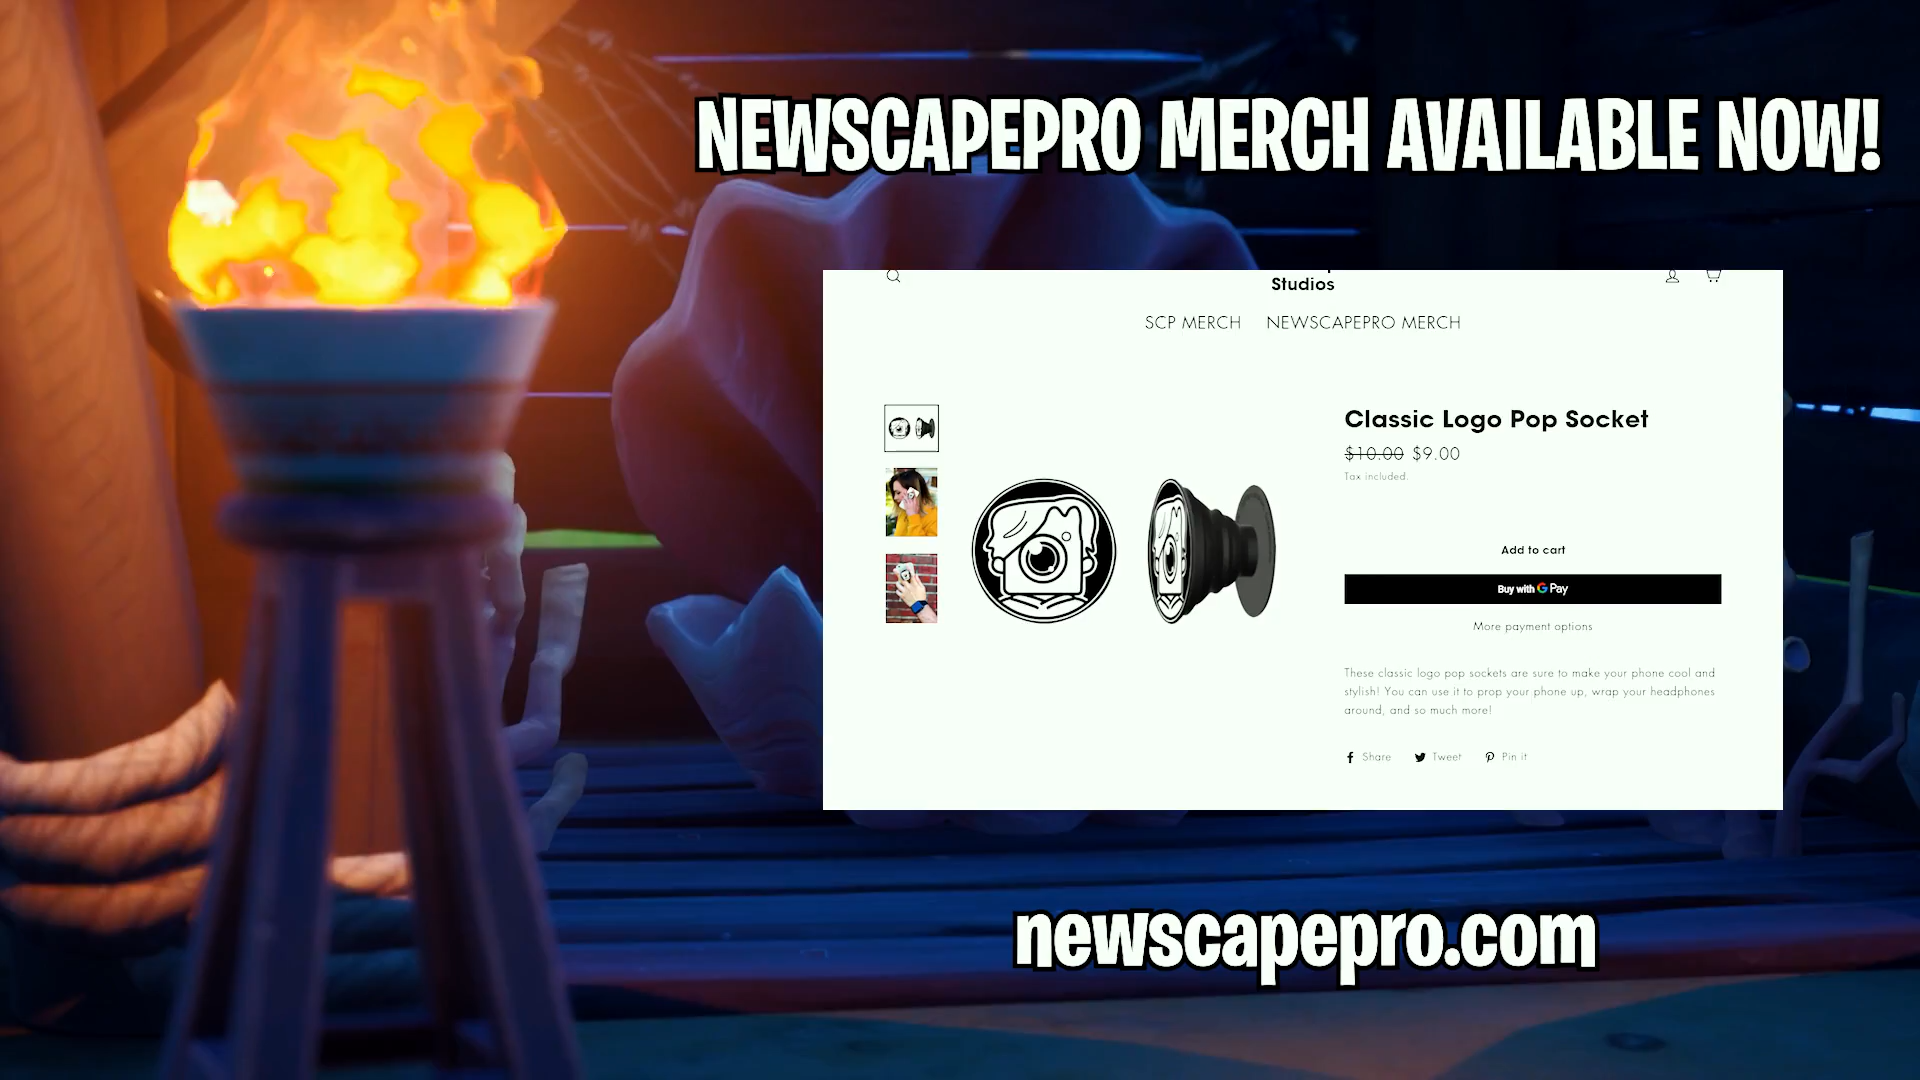 NEWSCAPEPRO MERCH AVAILABLE NOW!
Studios
SCP MERCH NEWSCAPEPRO MERCH
Classic Logo Pop Socket
$10.00 $9.00
Tax included.
Add to cart
Buy with G Pay
More payment options
These classic logo pop sockets are sure to make your phone cool and
stylish! You can use it to prop your phone up, wrap your headphones
around, and so much more!
Share Tweet Pin it
newscapepro.com